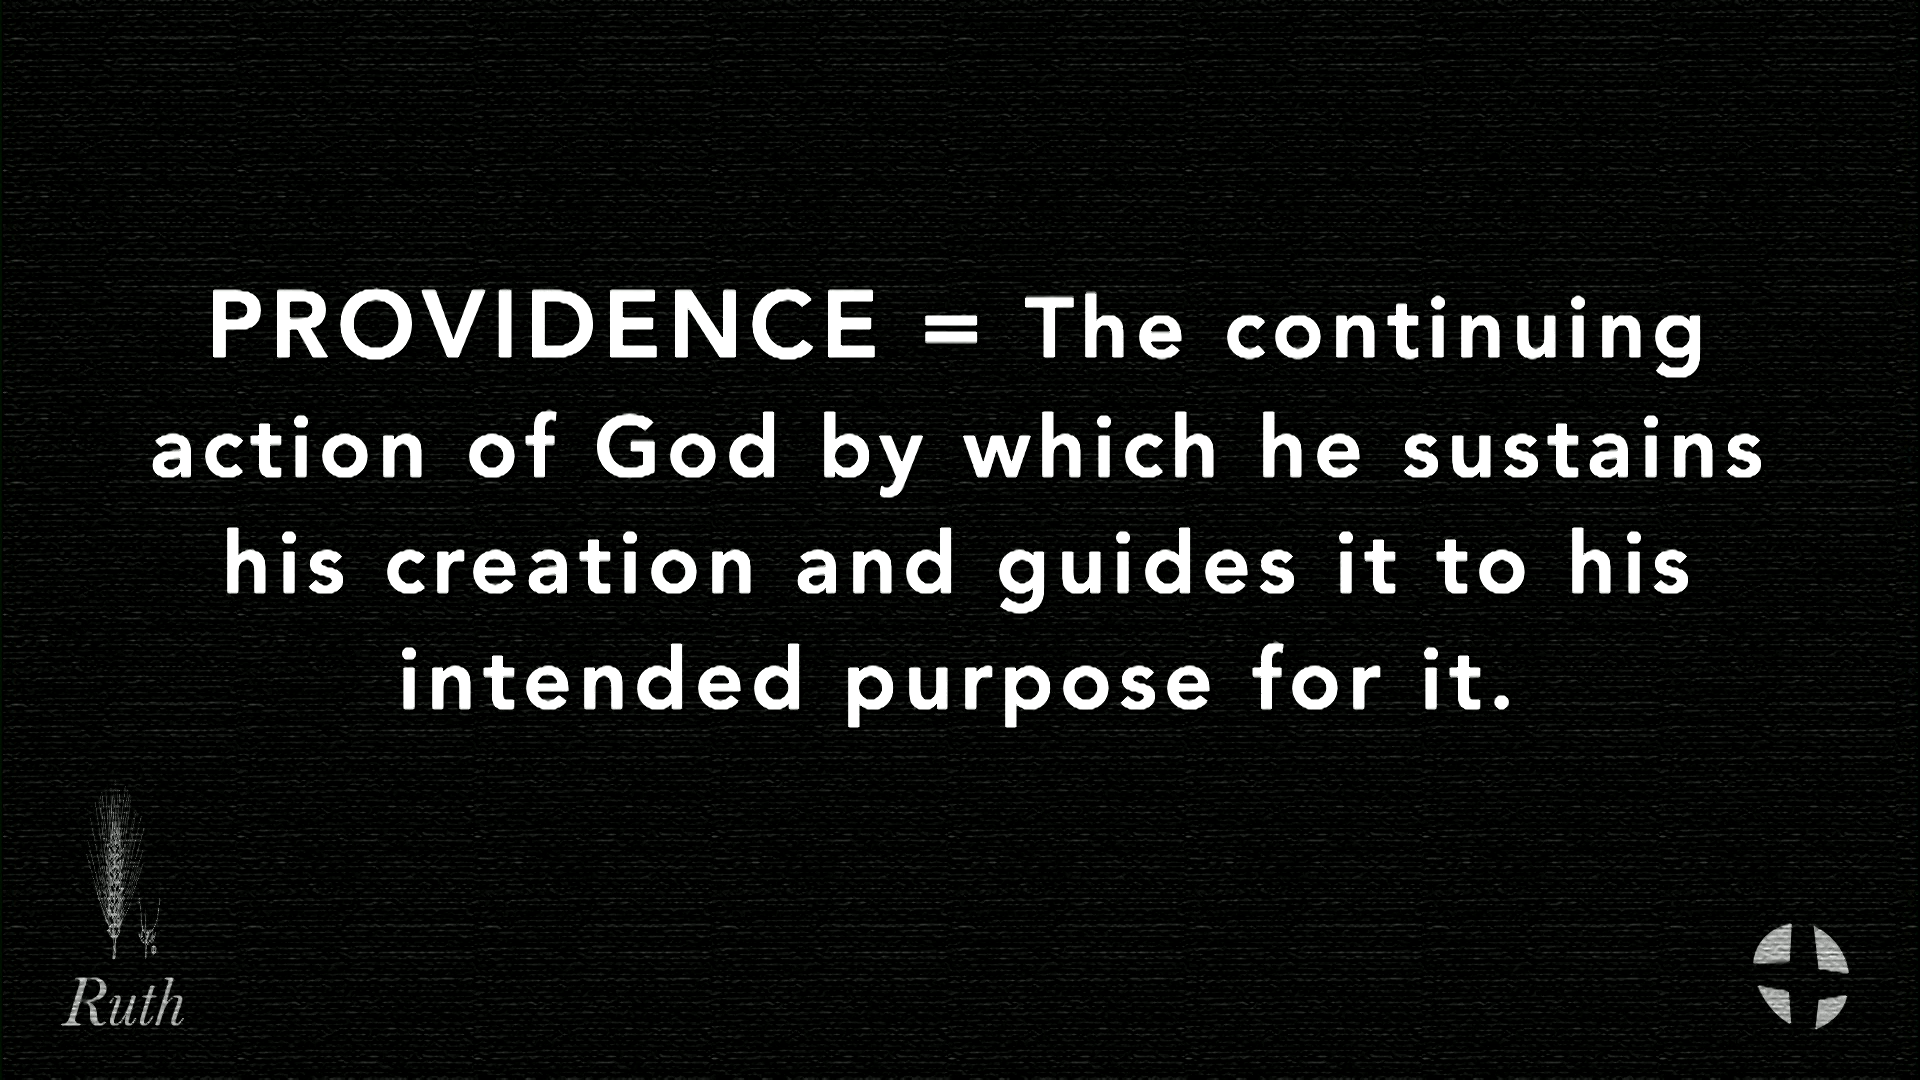 PROVIDENCE = The continuing
action of God by which he sustains
his creation and guides it to his
intended purpose for it.
Ruth